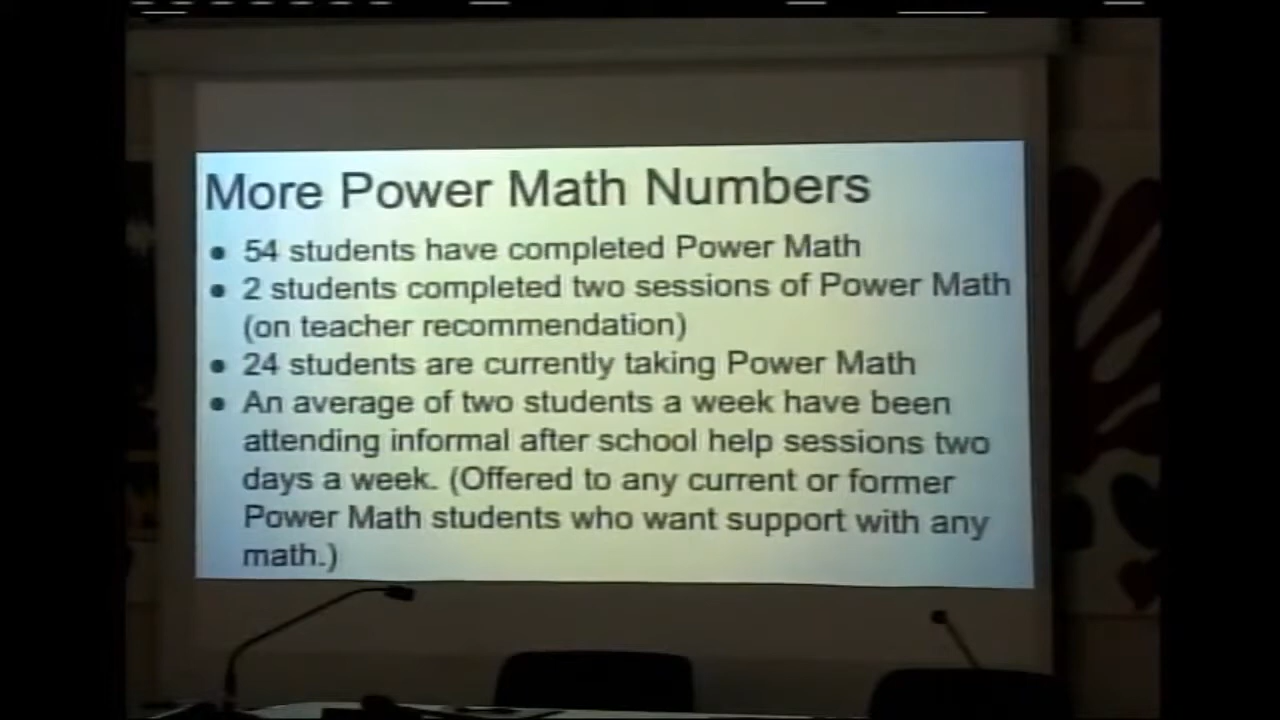 More Power Math Numbers
• 54 students have completed Power Math
• 2 students completed two sessions of Power Math
(on teacher recommendation)
• 24 students are currently taking Power Math
• An average of two students a week have been
attending informal after school help sessions two
days a week. (Offered to any current or former
Power Math students who want support with any
math.)